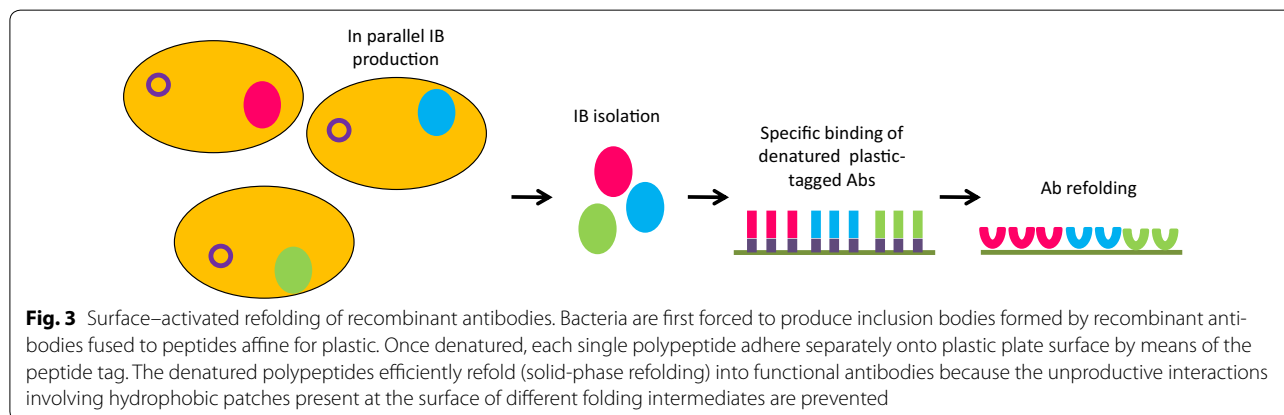 In parallel IB
production
IB isolation
Specific binding of
denatured plastic-
tagged Abs
Ab refolding
Fig. 3 Surface–activated refolding of recombinant antibodies. Bacteria are first forced to produce inclusion bodies formed by recombinant anti-
bodies fused to peptides affine for plastic. Once denatured, each single polypeptide adhere separately onto plastic plate surface by means of the
peptide tag. The denatured polypeptides efficiently refold (solid-phase refolding) into functional antibodies because the unproductive interactions
involving hydrophobic patches present at the surface of different folding intermediates are prevented